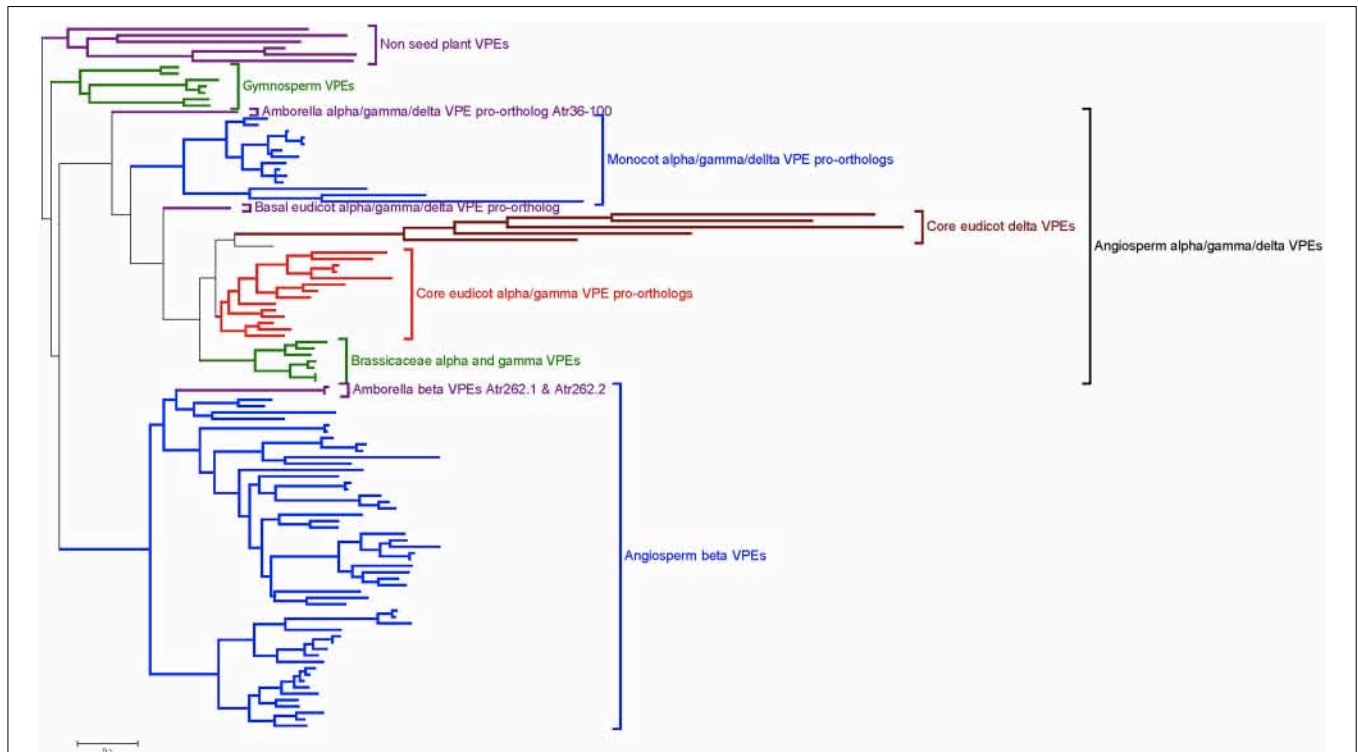 Non seed plant VPEs
Gymnosperm VPEs
Amborella alpha/gamma/delta VPE pro-ortholog Atr36-100
Monocot alpha/gamma/dellta VPE pro-orthologs
Basal eudicot alpha/gamma/delta VPE pro-ortholog
Core eudicot delta VPEs
Angiosperm alpha/gamma/delta VPEs
Core eudicot alpha/gamma VPE pro-orthologs
Brassicaceae alpha and gamma VPEs
Amborella beta VPEs Atr262.1 & Atr262.2
Angiosperm beta VPEs